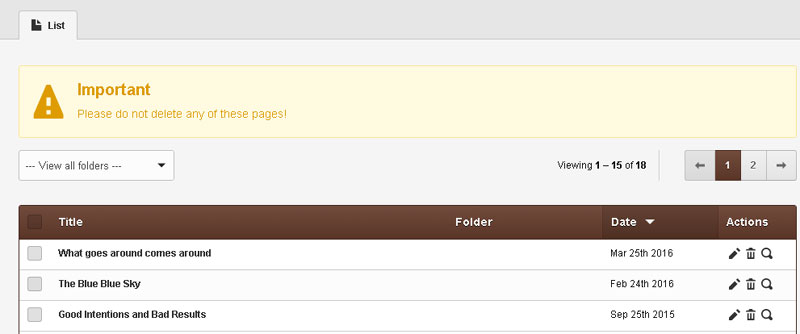 List
Important
Please do not delete any of these pages!
--- View all folders --- Viewing 1 – 15 of 18 1 2
Title Folder Date Actions
What goes around comes around Mar 25th 2016
The Blue Blue Sky Feb 24th 2016
Good Intentions and Bad Results Sep 25th 2015